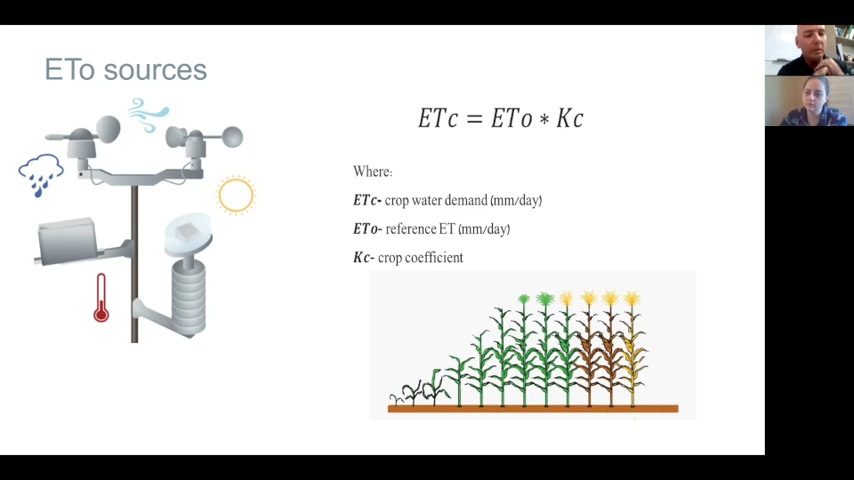 ETo sources
ETc = ETo ∗ Kc
Where:
ETc- crop water demand (mm/day)
ETo- reference ET (mm/day)
Kc- crop coefficient